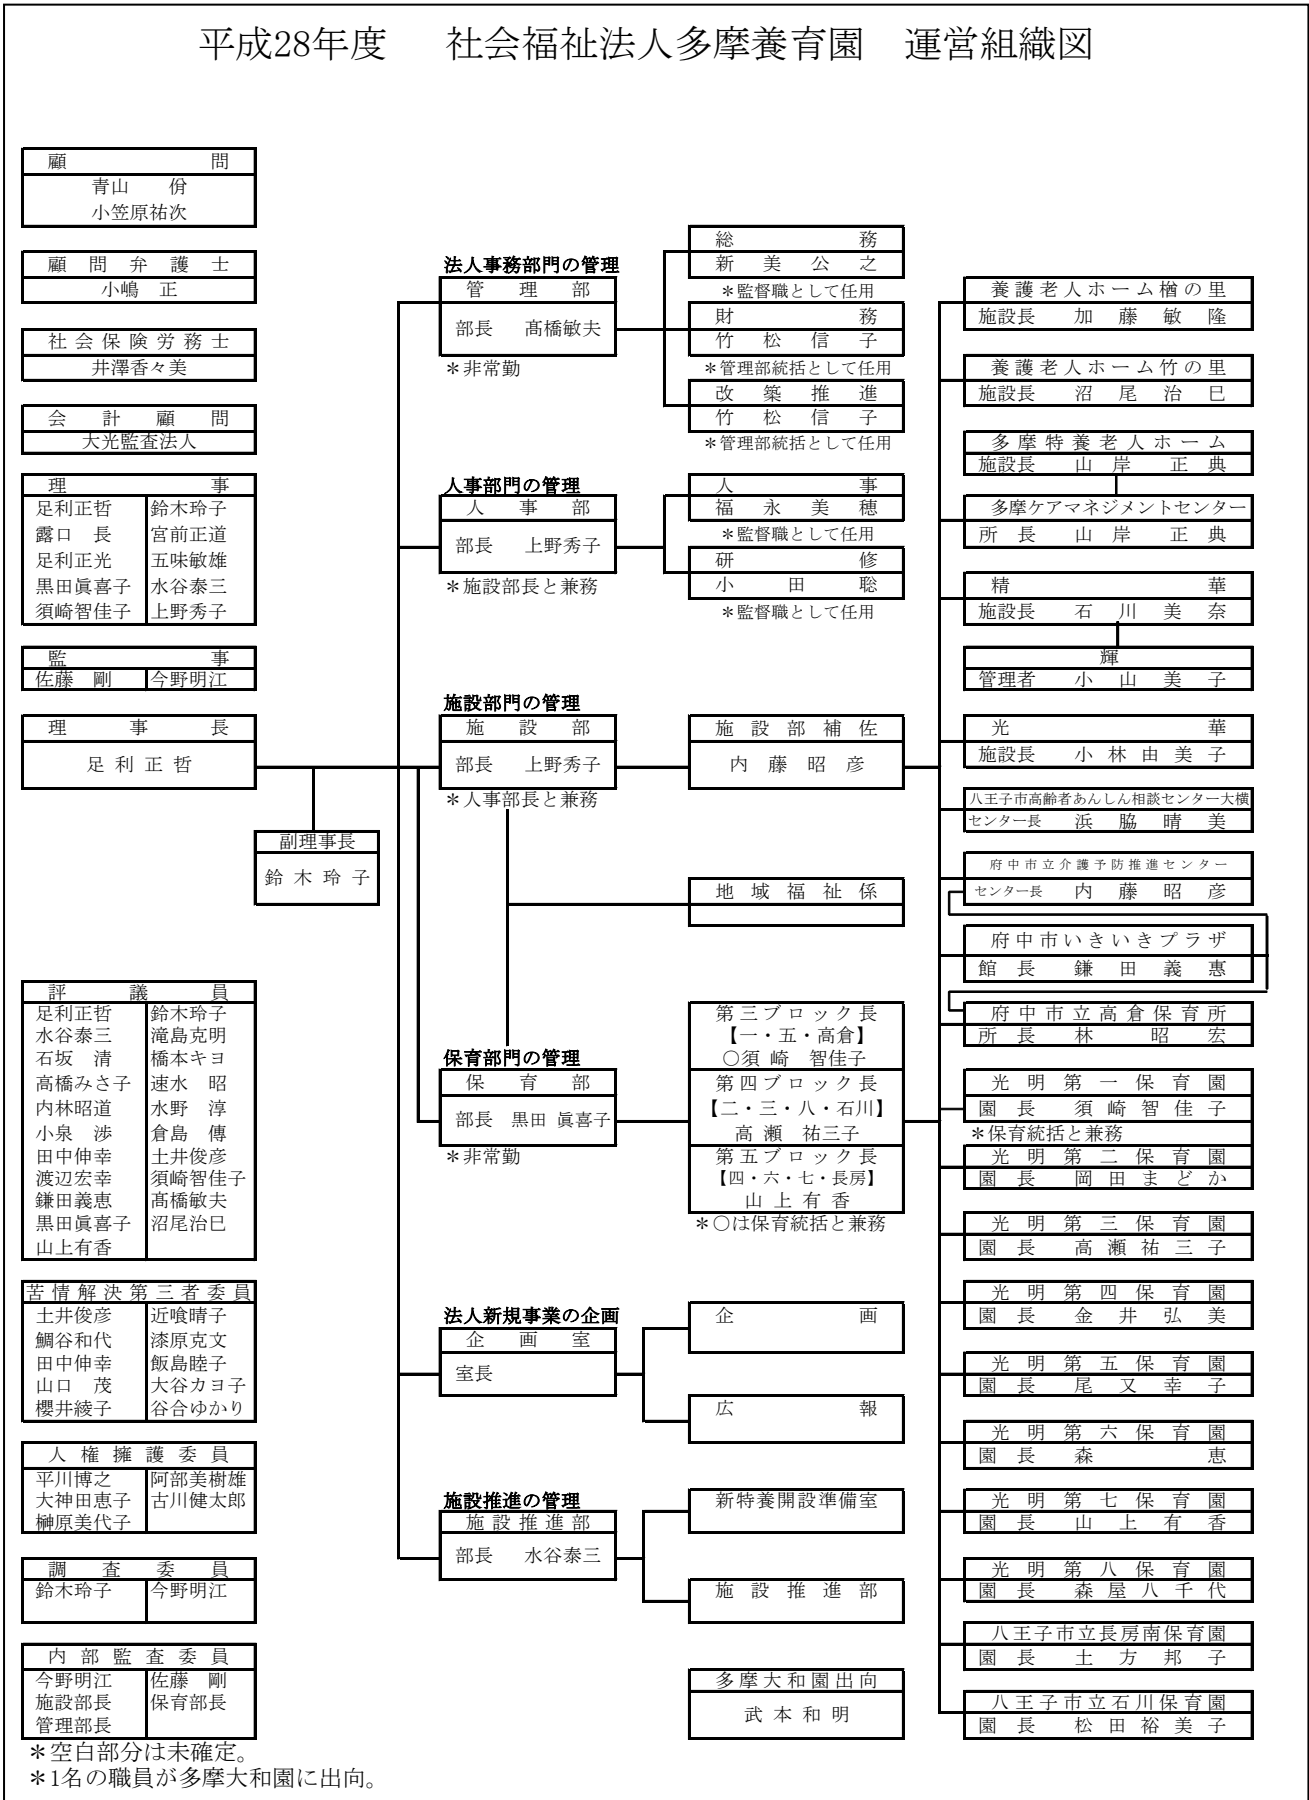 平成28年度 社会福祉法人多摩養育園 運営組織図
顧 問
青山 佾
小笠原祐次
顧 問 弁 護 士
小嶋 正
社 会 保 険 労 務 士
井澤香々美
会 計 顧 問
大光監査法人
理 事
足利正哲 鈴木玲子
露口 長 宮前正道
足利正光 五味敏雄
黒田眞喜子 水谷泰三
須崎智佳子 上野秀子
監 事
佐藤 剛 今野明江
理 事 長
足 利 正 哲
副理事長
鈴 木 玲 子
評 議 員
足利正哲 鈴木玲子
水谷泰三 滝島克明
石坂 清 橋本キヨ
高橋みさ子 速水 昭
内林昭道 水野 淳
小泉 渉 倉島 傳
田中伸幸 土井俊彦
渡辺宏幸 須崎智佳子
鎌田義恵 髙橋敏夫
黒田眞喜子 沼尾治巳
山上有香
苦 情 解 決 第 三 者 委 員
土井俊彦 近喰晴子
鯛谷和代 漆原克文
田中伸幸 飯島睦子
山口 茂 大谷カヨ子
櫻井綾子 谷合ゆかり
人 権 擁 護 委 員
平川博之 阿部美樹雄
大神田恵子 古川健太郎
榊原美代子
調 査 委 員
鈴木玲子 今野明江
内 部 監 査 委 員
今野明江 佐藤 剛
施設部長 保育部長
管理部長
＊空白部分は未確定。
＊1名の職員が多摩大和園に出向。
法人事務部門の管理
管 理 部
部長 髙橋敏夫
＊非常勤
人事部門の管理
人 事 部
部長 上野秀子
＊施設部長と兼務
施設部門の管理
施 設 部
部長 上野秀子
＊人事部長と兼務
保育部門の管理
保 育 部
部長 黒田 眞喜子
＊非常勤
法人新規事業の企画
企 画 室
室長
施設推進の管理
施 設 推 進 部
部長 水谷泰三
総 務
新 美 公 之
＊監督職として任用
財 務
竹 松 信 子
＊管理部統括として任用
改 築 推 進
竹 松 信 子
＊管理部統括として任用
人 事
福 永 美 穂
＊監督職として任用
研 修
小 田 聡
＊監督職として任用
施 設 部 補 佐
内 藤 昭 彦
地 域 福 祉 係
第三ブロック長
【一・五・高倉】
○須 崎 智佳子
第四ブロック長
【二・三・八・石川】
高 瀬 祐三子
第五ブロック長
【四・六・七・長房】
山 上 有 香
＊○は保育統括と兼務
企 画
広 報
新特養開設準備室
施 設 推 進 部
多 摩 大 和 園 出 向
武 本 和 明
養護老人ホーム楢の里
施設長 加 藤 敏 隆
養護老人ホーム竹の里
施設長 沼 尾 治 巳
多摩特養老人ホーム
施設長 山 岸 正 典
多摩ケアマネジメントセンター
所 長 山 岸 正 典
精 華
施設長 石 川 美 奈
輝
管理者 小 山 美 子
光 華
施設長 小 林 由 美 子
八王子市高齢者あんしん相談センター大横
センター長 浜 脇 晴 美
府中市立介護予防推進センター
センター長 内 藤 昭 彦
府中市いきいきプラザ
館 長 鎌 田 義 惠
府中市立高倉保育所
所 長 林 昭 宏
光 明 第 一 保 育 園
園 長 須 崎 智 佳 子
＊保育統括と兼務
光 明 第 二 保 育 園
園 長 岡 田 ま ど か
光 明 第 三 保 育 園
園 長 高 瀬 祐 三 子
光 明 第 四 保 育 園
園 長 金 井 弘 美
光 明 第 五 保 育 園
園 長 尾 又 幸 子
光 明 第 六 保 育 園
園 長 森 恵
光 明 第 七 保 育 園
園 長 山 上 有 香
光 明 第 八 保 育 園
園 長 森 屋 八 千 代
八王子市立長房南保育園
園 長 土 方 邦 子
八王子市立石川保育園
園 長 松 田 裕 美 子